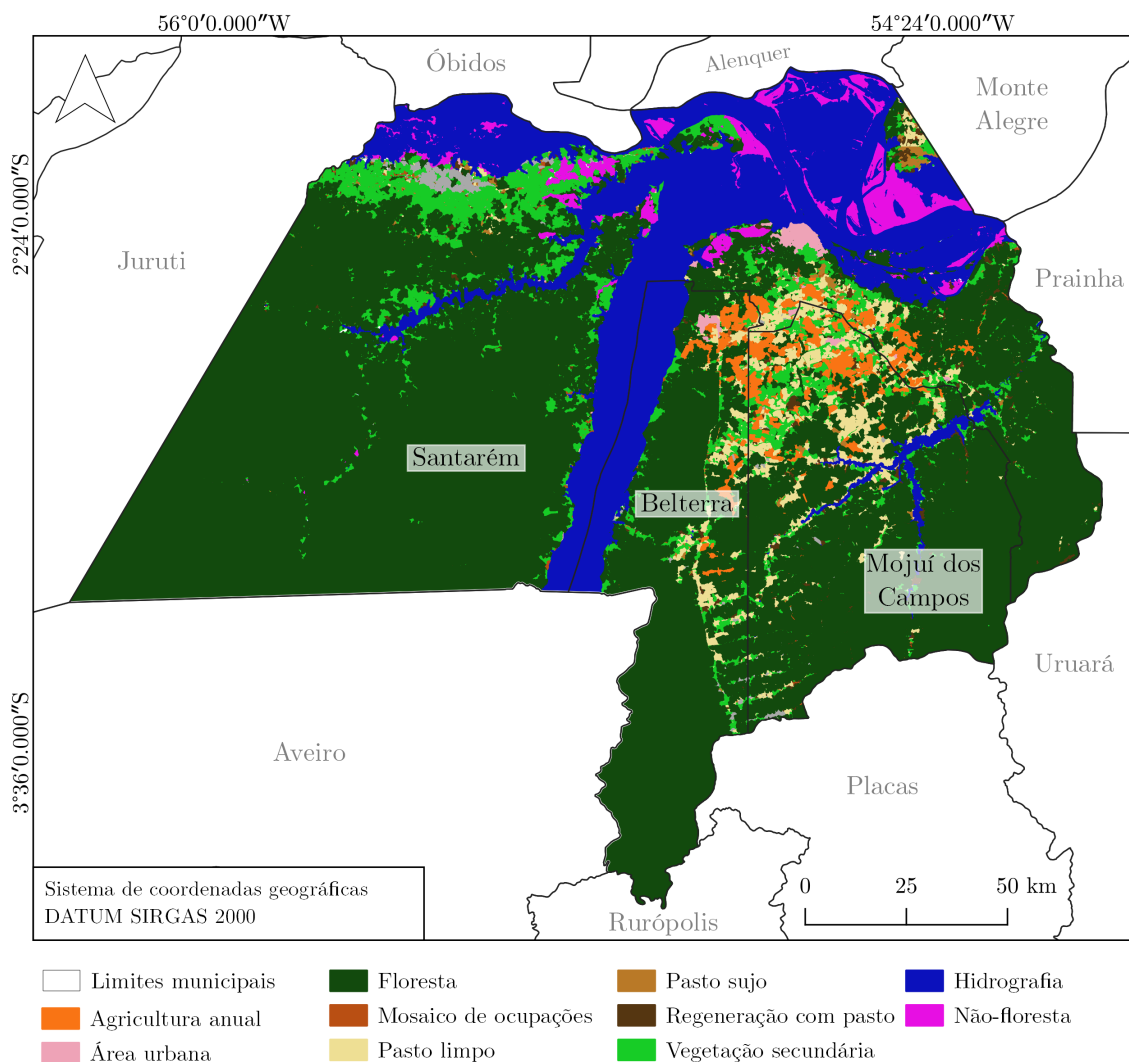 56°0′0.000″W
54°24′0.000″W
Óbidos
Alenquer
Monte
Alegre
2°24′0.000″S
Juruti
Prainha
Santarém
Belterra
Mojuí dos
Campos
Uruará
3°36′0.000″S
Aveiro
Placas
Sistema de coordenadas geográficas
DATUM SIRGAS 2000
0 25 50 km
Rurópolis
Limites municipais
Floresta
Pasto sujo
Hidrografia
Agricultura anual
Mosaico de ocupações
Regeneração com pasto
Não-floresta
Área urbana
Pasto limpo
Vegetação secundária